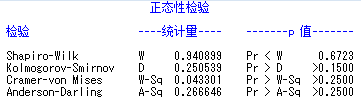 正态性检验
检验 ----统计量---- -------p 值-------
Shapiro-Wilk W 0.940899 Pr < W 0.6723
Kolmogorov-Smirnov D 0.250539 Pr > D >0.1500
Cramer-von Mises W-Sq 0.043301 Pr > W-Sq >0.2500
Anderson-Darling A-Sq 0.266646 Pr > A-Sq >0.2500